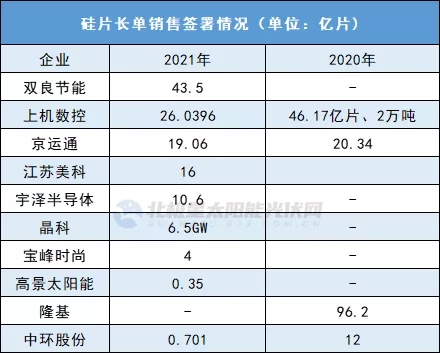 硅片长单销售签署情况（单位：亿片）
企业 2021年 2020年
双良节能 43.5 -
上机数控 26.0396 46.17亿片、2万吨
京运通 19.06 20.34
江苏美科 16
宇泽半导体 10.6 -
晶科 6.5GW -
宝峰时尚 4 -
高景太阳能 0.35 -
隆基 - 96.2
中环股份 0.701 12
北极星太阳能光伏网